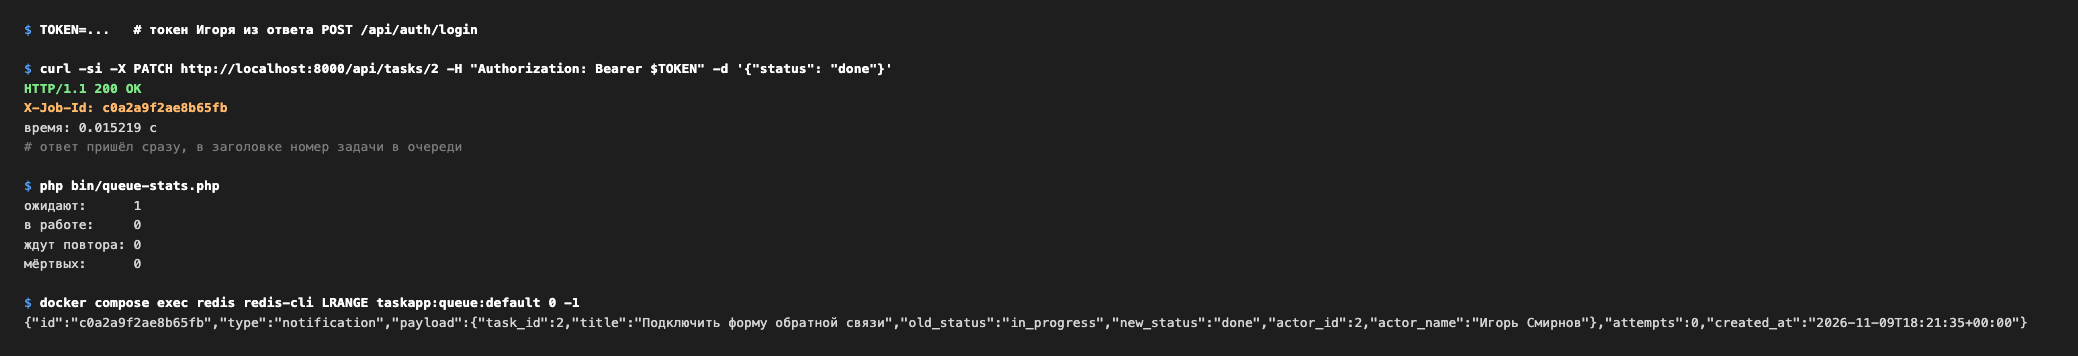 $ TOKEN=...   # токен Игоря из ответа POST /api/auth/login
$ curl -si -X PATCH http://localhost:8000/api/tasks/2 -H "Authorization: Bearer $TOKEN" -d '{"status": "done"}'
HTTP/1.1 200 OK
X-Job-Id: c0a2a9f2ae8b65fb
время: 0.015219 с
# ответ пришёл сразу, в заголовке номер задачи в очереди
$ php bin/queue-stats.php
ожидают:      1
в работе:     0
ждут повтора: 0
мёртвых:      0
$ docker compose exec redis redis-cli LRANGE taskapp:queue:default 0 -1
{"id":"c0a2a9f2ae8b65fb","type":"notification","payload":{"task_id":2,"title":"Подключить форму обратной связи","old_status":"in_progress","new_status":"done","actor_id":2,"actor_name":"Игорь Смирнов"},"attempts":0,"created_at":"2026-11-09T18:21:35+00:00"}